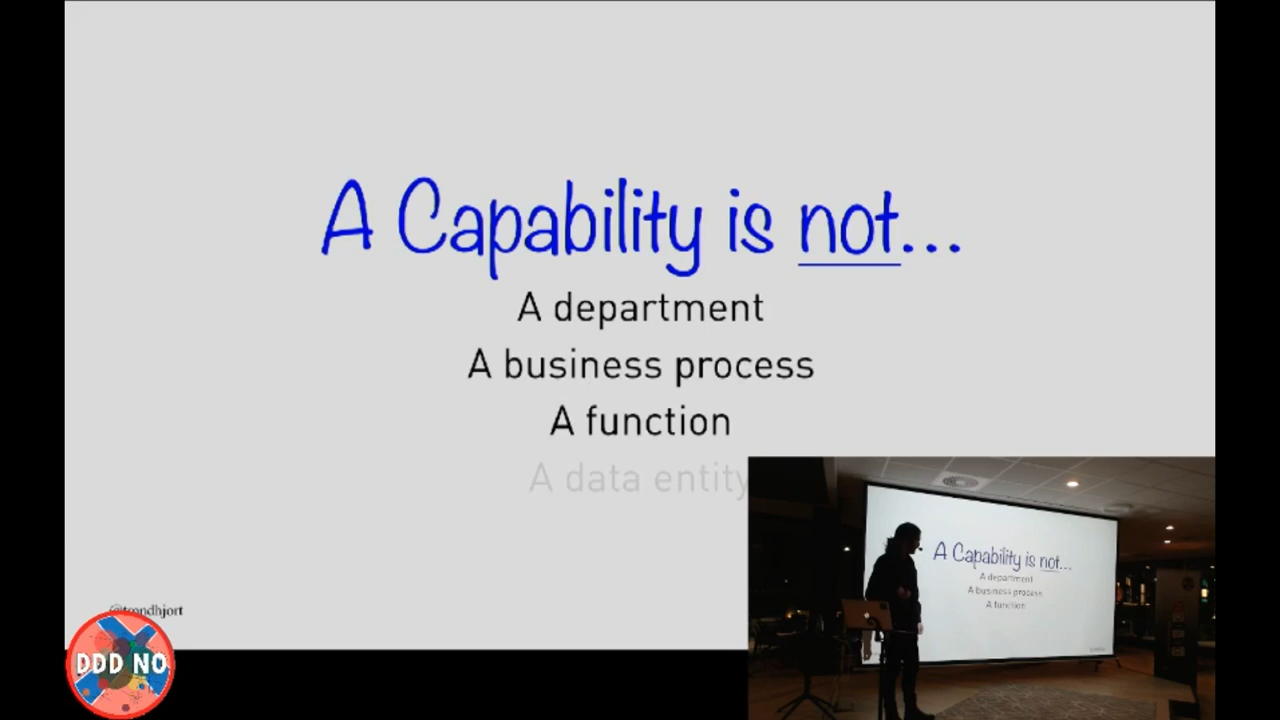 A Capability is not...
A department
A business process
A function
A data entity
@trondhjort
DDD NO
A Capability is not...
A department
A business process
A function